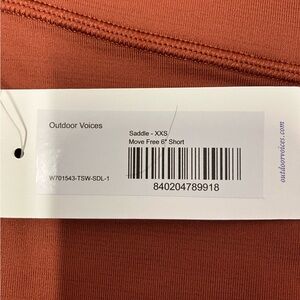 Outdoor Voices
Saddle - XXS
Move Free 6" Short
W701543-TSW-SDL-1
840204789918
outdoorvoices.com